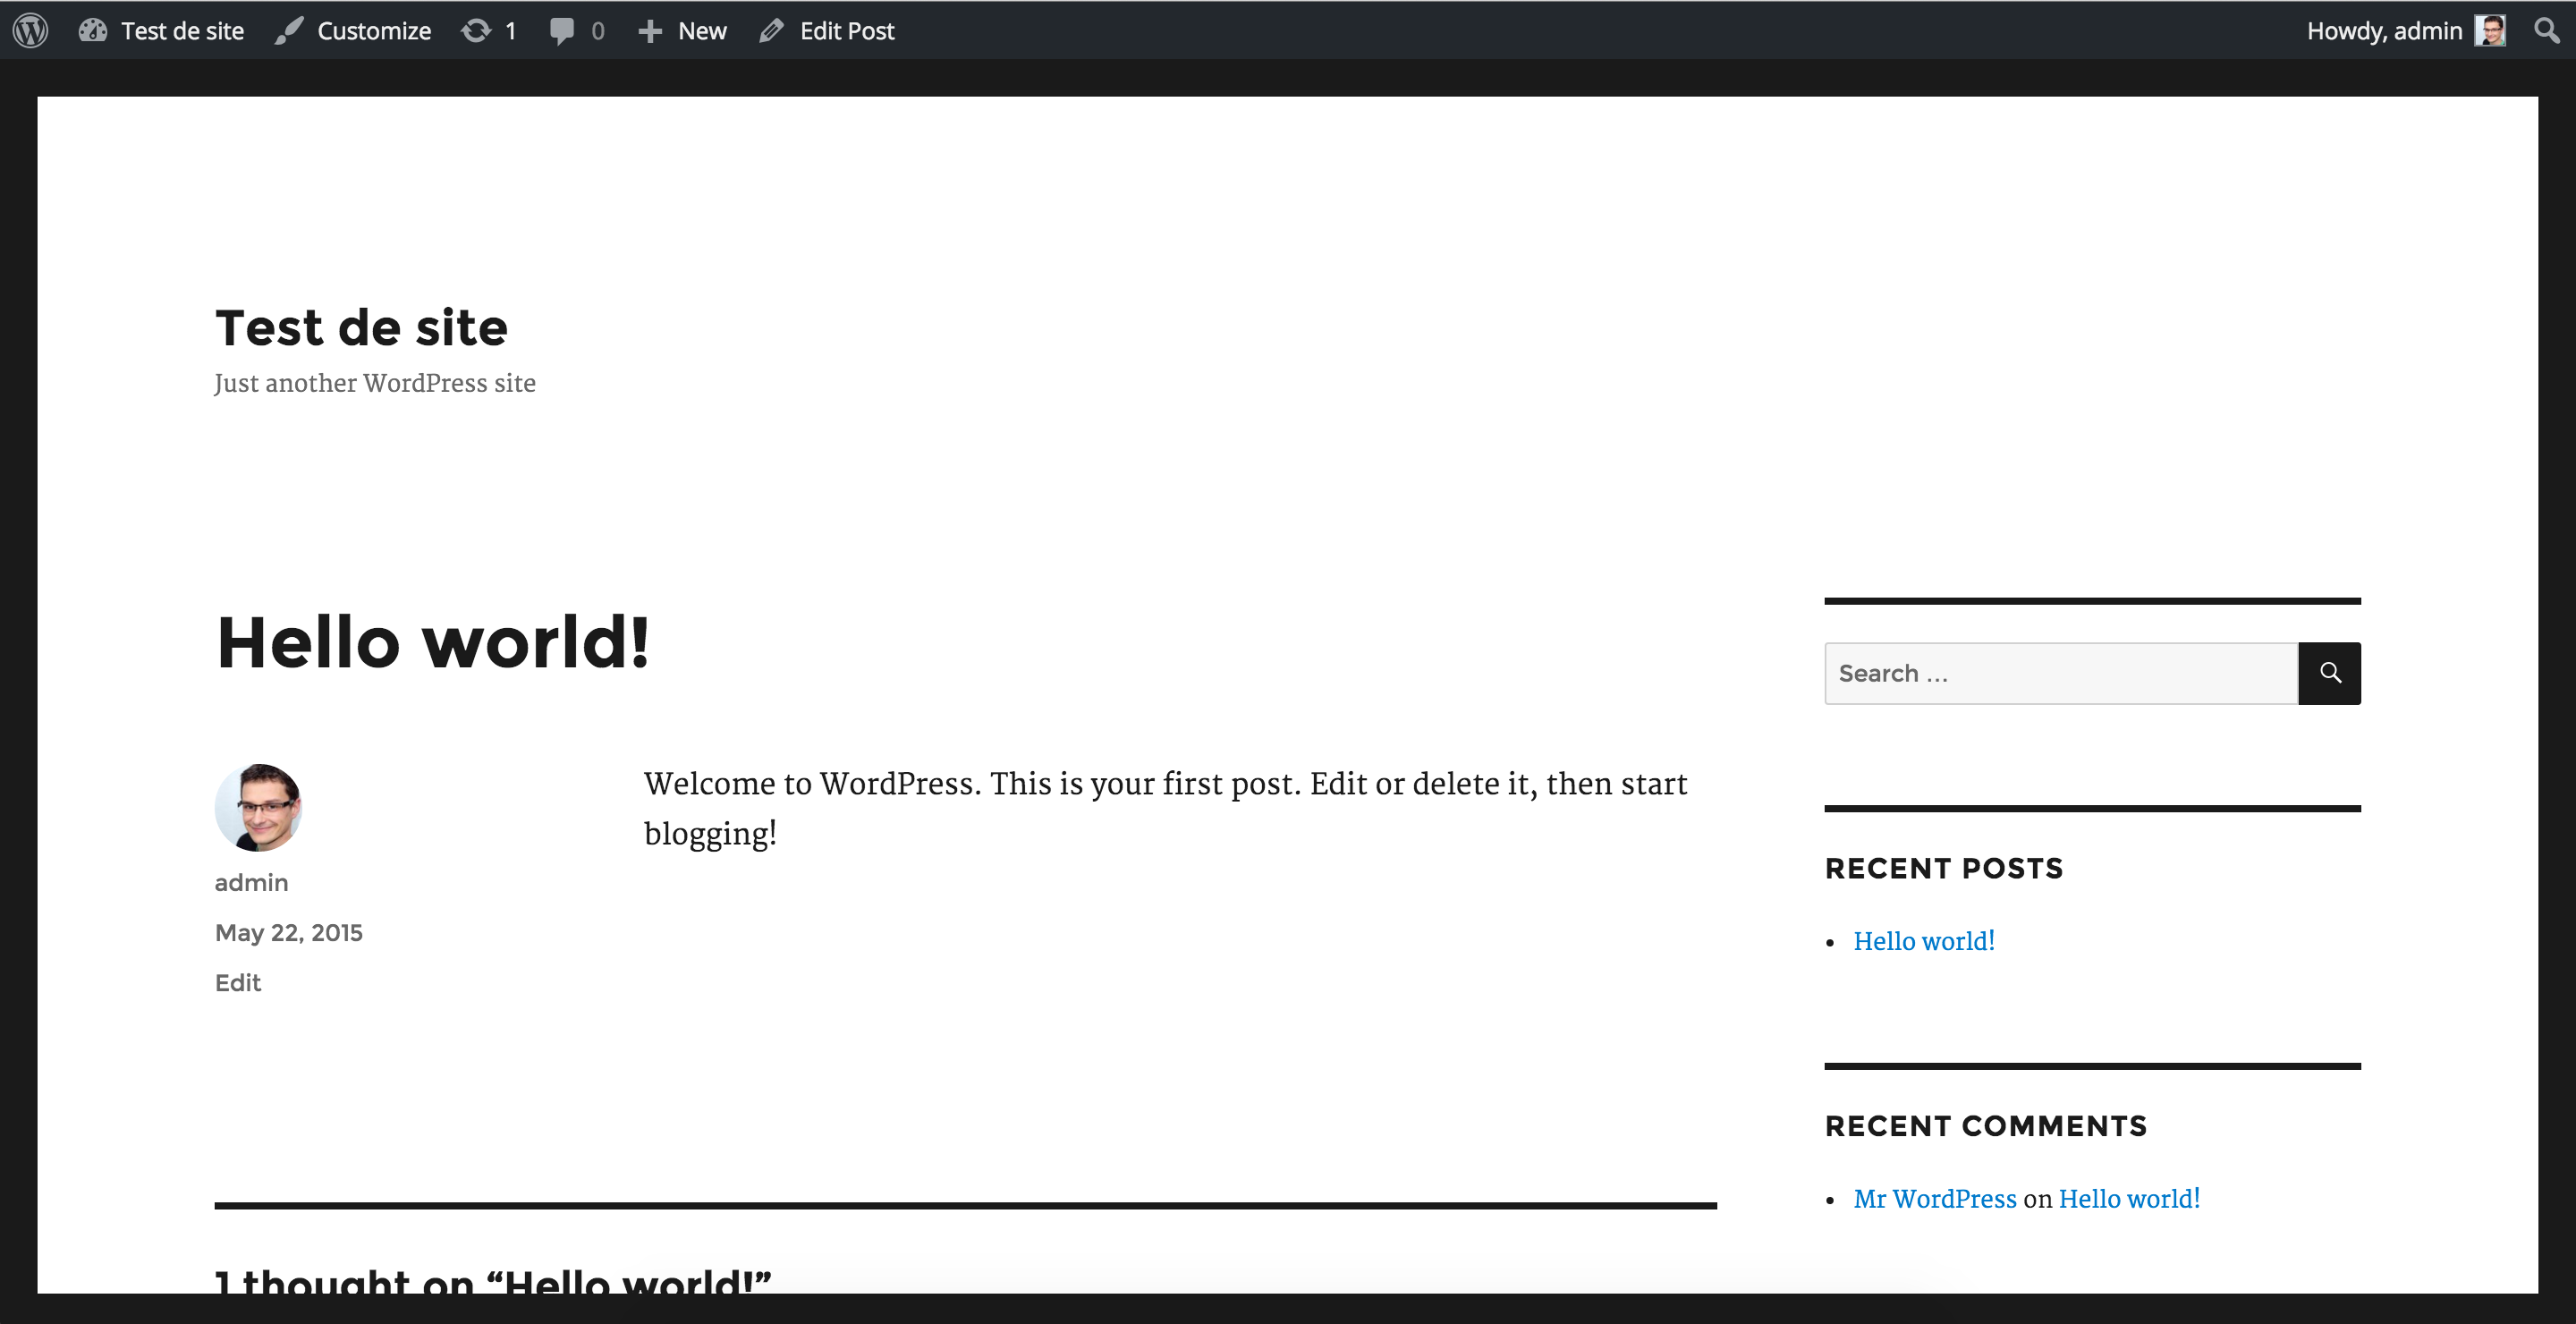 Test de site Customize 1 0 New Edit Post Howdy, admin
Test de site
Just another WordPress site
Hello world!
admin
May 22, 2015
Edit
Welcome to WordPress. This is your first post. Edit or delete it, then start
blogging!
1 thought on “Hello world!”
Search …
RECENT POSTS
• Hello world!
RECENT COMMENTS
• Mr WordPress on Hello world!